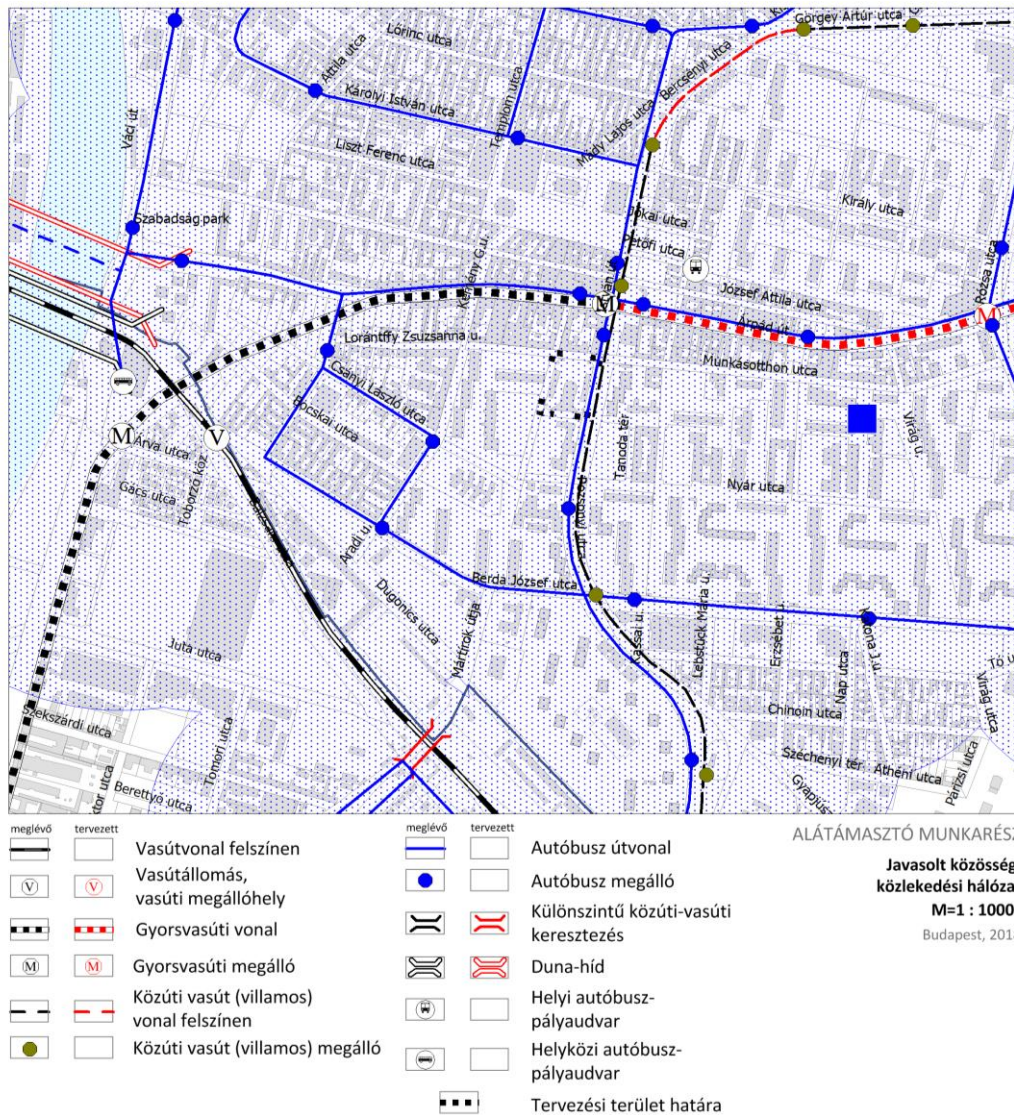 Görgey Artúr utca
Lőrinc utca
Attila utca
Károlyi István utca
Templom utca
Bercsényi utca
Mády Lajos utca
Váci út
Liszt Ferenc utca
Király utca
Jókai utca
Szabadság park
Petőfi utca
Rózsa utca
Kemény G.u.
István út
József Attila utca
Árpád út
M
M
Lorántffy Zsuzsanna u.
Munkásotthon utca
Csanyi László utca
Bocskai utca
Virág u.
M
V
Tanoda tér
Árva utca
Toborzó köz
Nyár utca
Gács utca
Pozsonyi utca
Aradi u.
Berda József utca
Dugonics utca
Lebstück Mária u.
Kassai u.
Erzsébet u.
Katona J.u.
Mártírok útja
Juta utca
Nap utca
Virág utca
Chinoin utca
Szekszárdi utca
Tomori utca
Széchenyi tér
Athéni utca
Párizsi utca
Berettyó utca
meglévő tervezett
Vasútvonal felszínen
V V Vasútállomás,
vasúti megállóhely
Gyorsvasúti vonal
M M Gyorsvasúti megálló
Közúti vasút (villamos)
vonal felszínen
Közúti vasút (villamos) megálló
meglévő tervezett
Autóbusz útvonal
Autóbusz megálló
Különszintű közúti-vasúti
keresztezés
Duna-híd
Helyi autóbusz-
pályaudvar
Helyközi autóbusz-
pályaudvar
Tervezési terület határa
ALÁTÁMASZTÓ MUNKARÉSZ
Javasolt közösség
közlekedési hálóza
M=1 : 1000
Budapest, 201